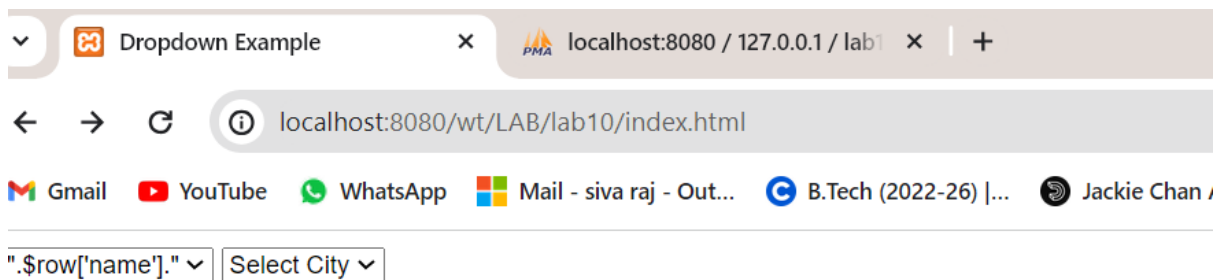 Dropdown Example × PMA localhost:8080 / 127.0.0.1 / lab1 × +
localhost:8080/wt/LAB/lab10/index.html
Gmail YouTube WhatsApp Mail - siva raj - Out... B.Tech (2022-26) |... Jackie Chan A
".$row['name']." Select City